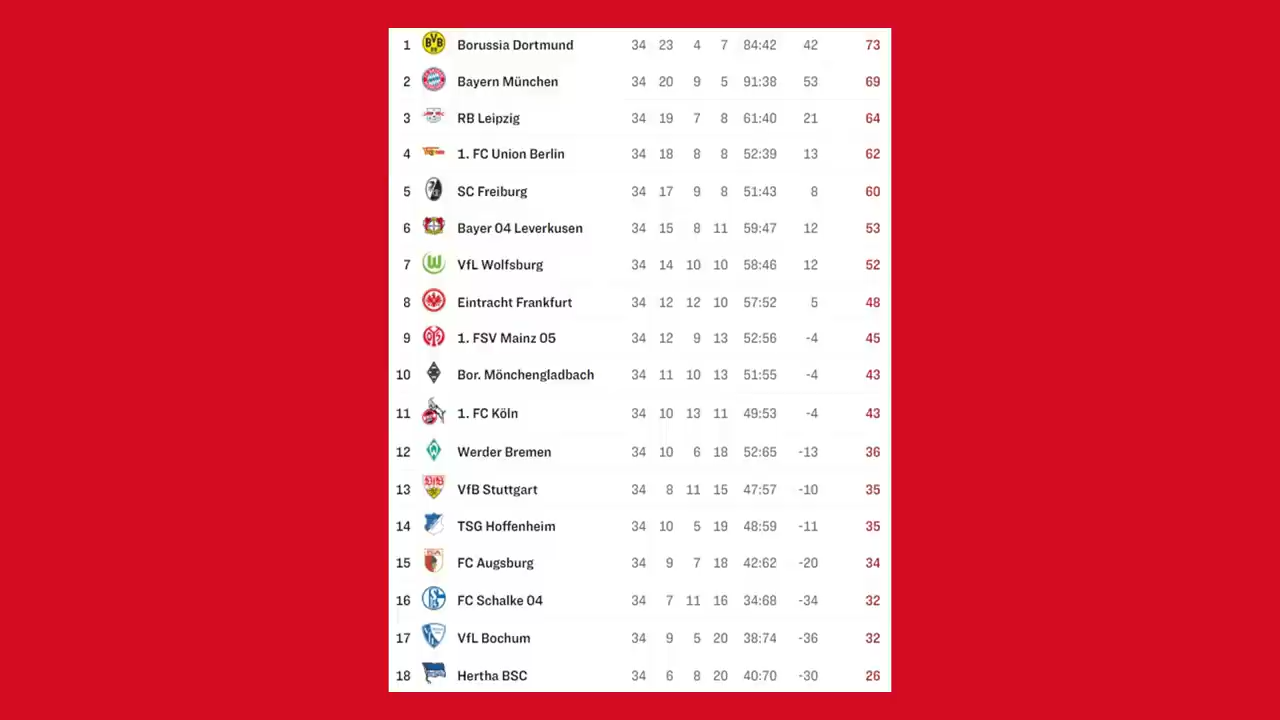 1 BVB 09 Borussia Dortmund 34 23 4 7 84:42 42 73
2 Bayern München 34 20 9 5 91:38 53 69
3 RB Leipzig 34 19 7 8 61:40 21 64
4 1. FC Union Berlin 34 18 8 8 52:39 13 62
5 SC Freiburg 34 17 9 8 51:43 8 60
6 Bayer 04 Leverkusen 34 15 8 11 59:47 12 53
7 VfL Wolfsburg 34 14 10 10 58:46 12 52
8 Eintracht Frankfurt 34 12 12 10 57:52 5 48
9 1. FSV Mainz 05 34 12 9 13 52:56 -4 45
10 Bor. Mönchengladbach 34 11 10 13 51:55 -4 43
11 1. FC Köln 34 10 13 11 49:53 -4 43
12 Werder Bremen 34 10 6 18 52:65 -13 36
13 VfB Stuttgart 34 8 11 15 47:57 -10 35
14 TSG Hoffenheim 34 10 5 19 48:59 -11 35
15 FC Augsburg 34 9 7 18 42:62 -20 34
16 FC Schalke 04 34 7 11 16 34:68 -34 32
17 VfL Bochum 34 9 5 20 38:74 -36 32
18 Hertha BSC 34 6 8 20 40:70 -30 26